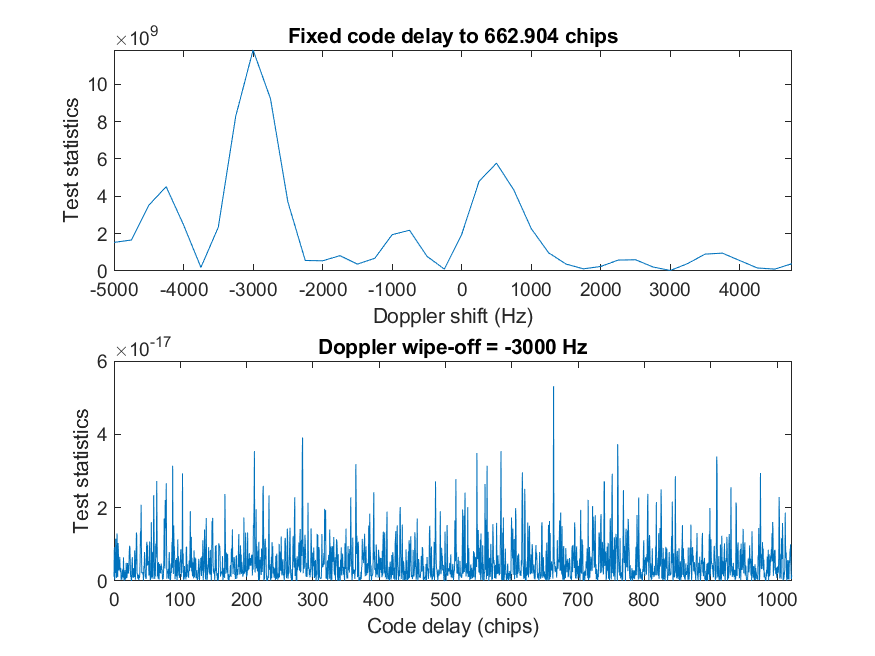 ×10^9
Fixed code delay to 662.904 chips
10
8
6
4
2
0
Test statistics
-5000 -4000 -3000 -2000 -1000 0 1000 2000 3000 4000
Doppler shift (Hz)
×10^-17
Doppler wipe-off = -3000 Hz
6
4
2
0
Test statistics
0 100 200 300 400 500 600 700 800 900 1000
Code delay (chips)